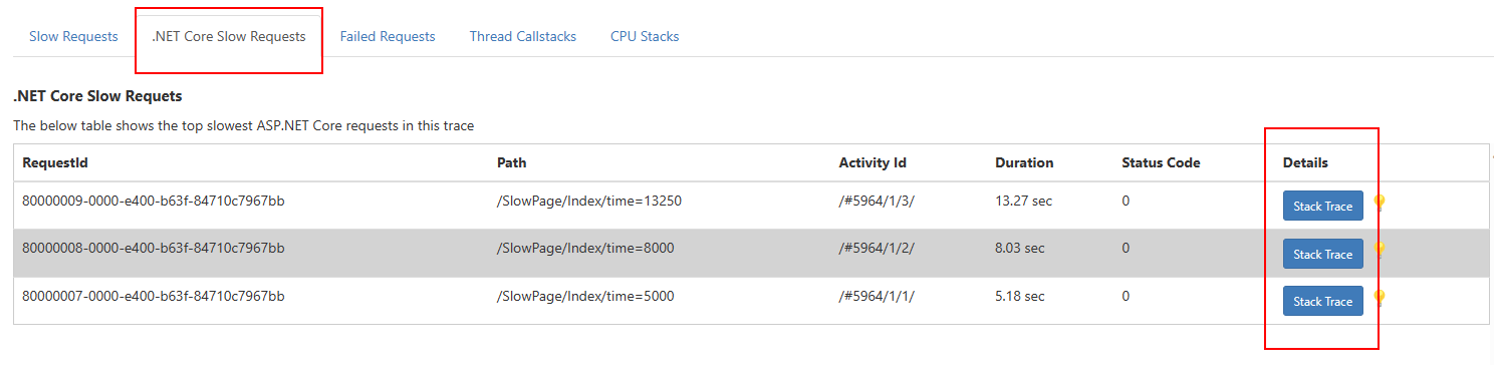 Slow Requests .NET Core Slow Requests Failed Requests Thread Callstacks CPU Stacks
.NET Core Slow Requets
The below table shows the top slowest ASP.NET Core requests in this trace
RequestId Path Activity Id Duration Status Code Details
80000009-0000-e400-b63f-84710c7967bb /SlowPage/Index/time=13250 /#5964/1/3/ 13.27 sec 0 Stack Trace
80000008-0000-e400-b63f-84710c7967bb /SlowPage/Index/time=8000 /#5964/1/2/ 8.03 sec 0 Stack Trace
80000007-0000-e400-b63f-84710c7967bb /SlowPage/Index/time=5000 /#5964/1/1/ 5.18 sec 0 Stack Trace